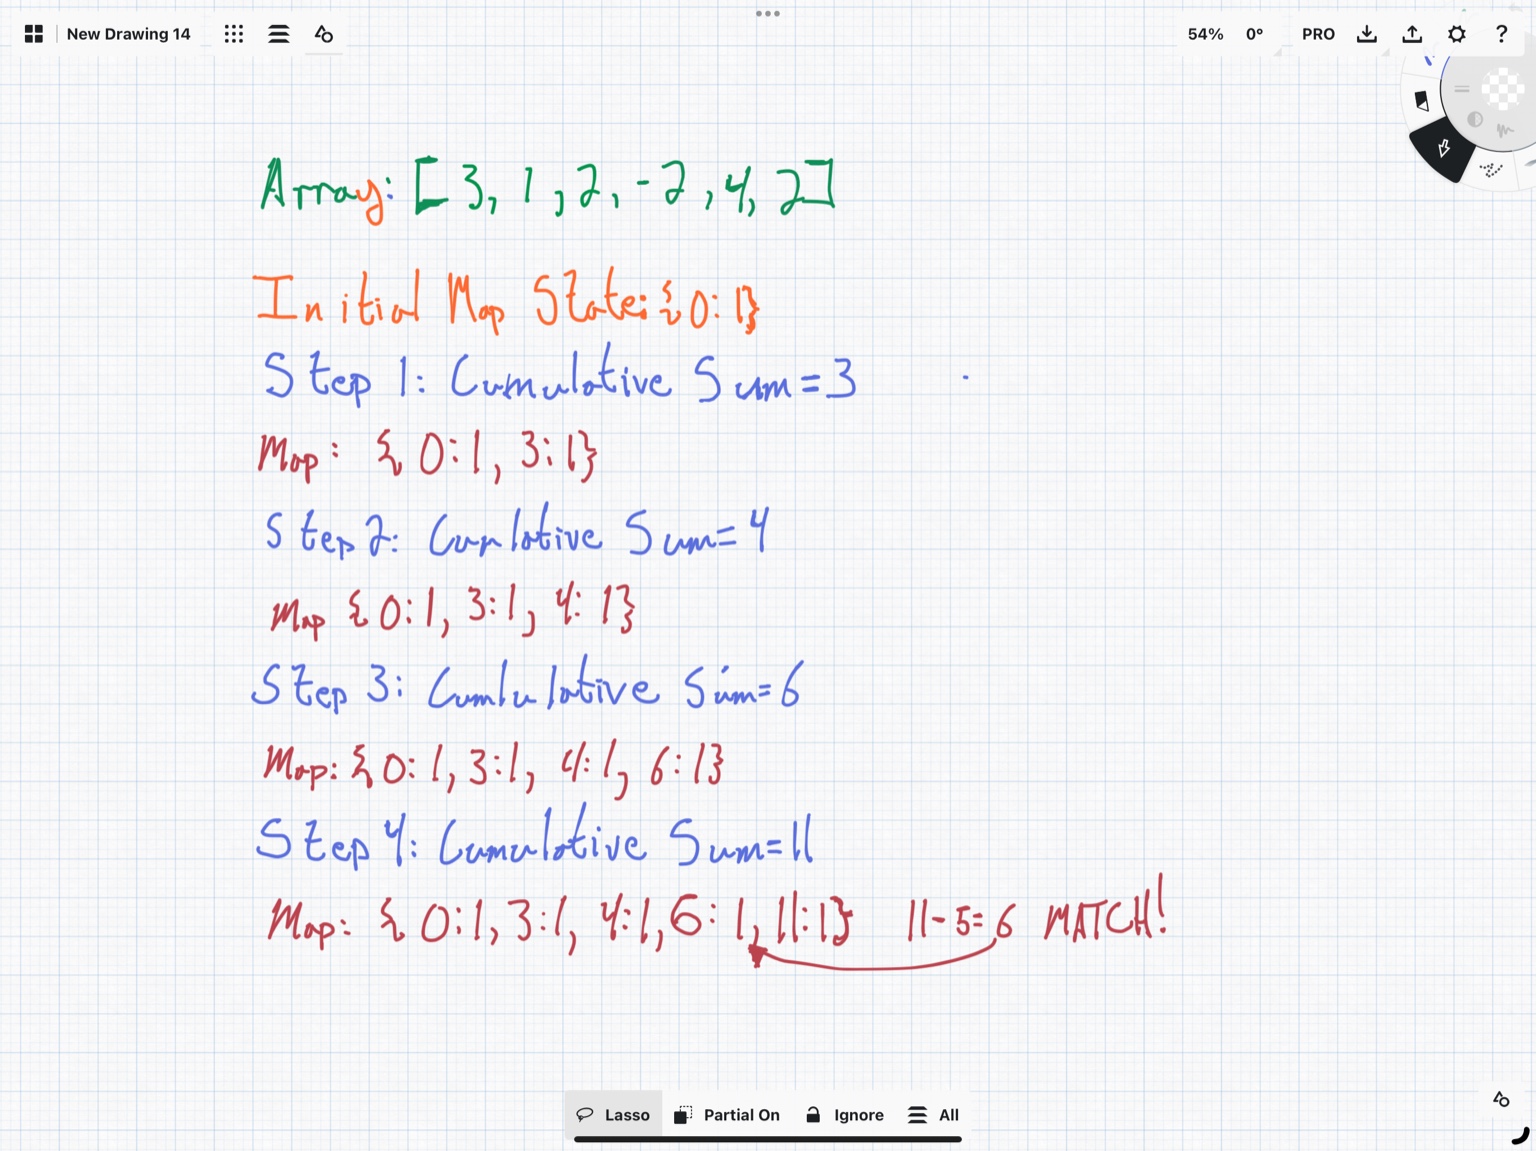 New Drawing 14
54% 0° PRO ?
Array: [3, 1, 2, -2, 4, 2]
Initial Map State: {0: 1}
Step 1: Cumulative Sum=3
Map: {0:1, 3:1}
Step 2: Cumlative Sum=4
Map {0:1, 3:1, 4: 1}
Step 3: Cumlulative Sum=6
Map: {0: 1, 3:1, 4:1, 6:1}
Step 4: Cumulative Sum=11
Map: {0:1, 3:1, 4:1, 6: 1, 11:1} 11-5=6 MATCH!
Lasso Partial On Ignore All